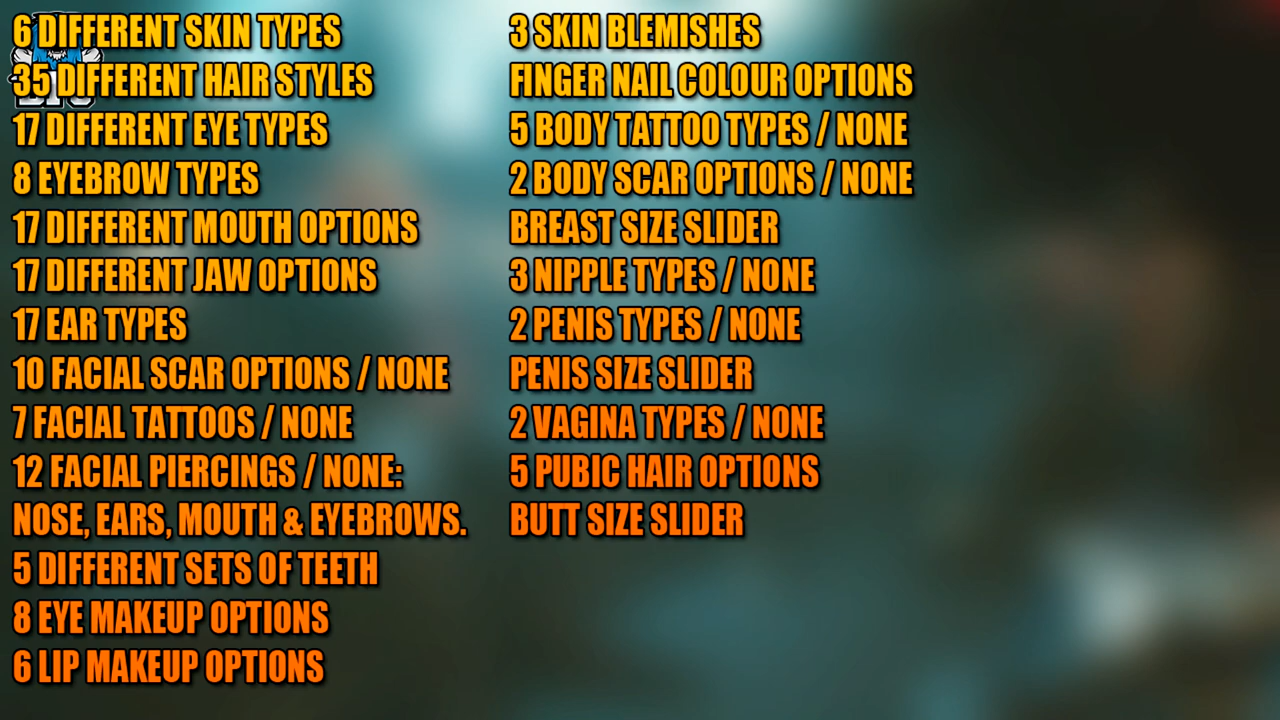 6 DIFFERENT SKIN TYPES
35 DIFFERENT HAIR STYLES
17 DIFFERENT EYE TYPES
8 EYEBROW TYPES
17 DIFFERENT MOUTH OPTIONS
17 DIFFERENT JAW OPTIONS
17 EAR TYPES
10 FACIAL SCAR OPTIONS / NONE
7 FACIAL TATTOOS / NONE
12 FACIAL PIERCINGS / NONE:
NOSE, EARS, MOUTH & EYEBROWS.
5 DIFFERENT SETS OF TEETH
8 EYE MAKEUP OPTIONS
6 LIP MAKEUP OPTIONS
3 SKIN BLEMISHES
FINGER NAIL COLOUR OPTIONS
5 BODY TATTOO TYPES / NONE
2 BODY SCAR OPTIONS / NONE
BREAST SIZE SLIDER
3 NIPPLE TYPES / NONE
2 PENIS TYPES / NONE
PENIS SIZE SLIDER
2 VAGINA TYPES / NONE
5 PUBIC HAIR OPTIONS
BUTT SIZE SLIDER